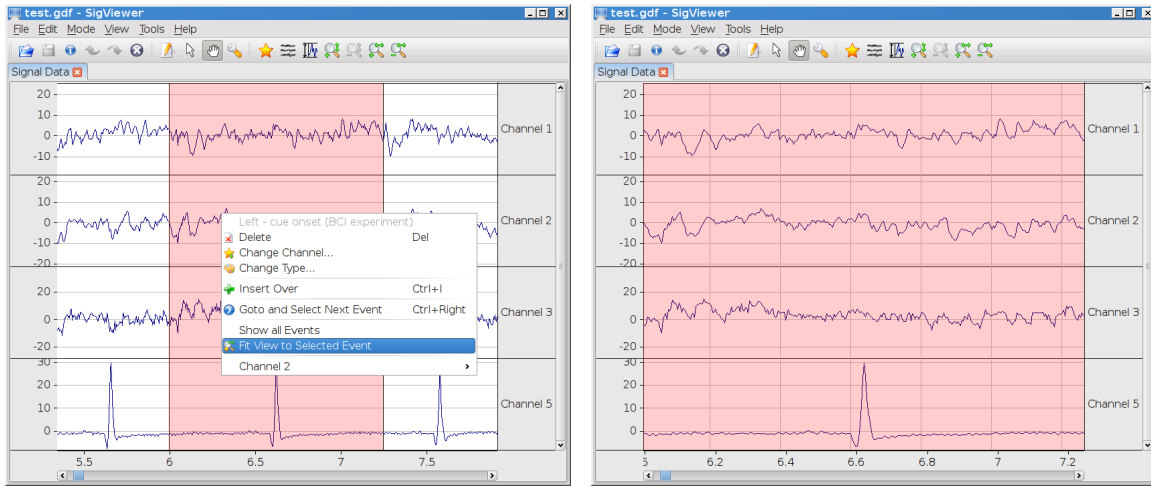 test.gdf - SigViewer
File Edit Mode View Tools Help
Signal Data
20
10
0
-10
Channel 1
20
10
0
-10
-20
Channel 2
20
0
-20
Channel 3
30
20
10
0
Channel 5
5.5 6 6.5 7 7.5
Left - cue onset (BCI experiment)
Delete Del
Change Channel...
Change Type...
Insert Over Ctrl+I
Goto and Select Next Event Ctrl+Right
Show all Events
Fit View to Selected Event
Channel 2
test.gdf - SigViewer
File Edit Mode View Tools Help
Signal Data
20
10
0
-10
Channel 1
20
10
0
-10
-20
Channel 2
20
0
-20
Channel 3
30
20
10
0
Channel 5
6.2 6.4 6.6 6.8 7 7.2